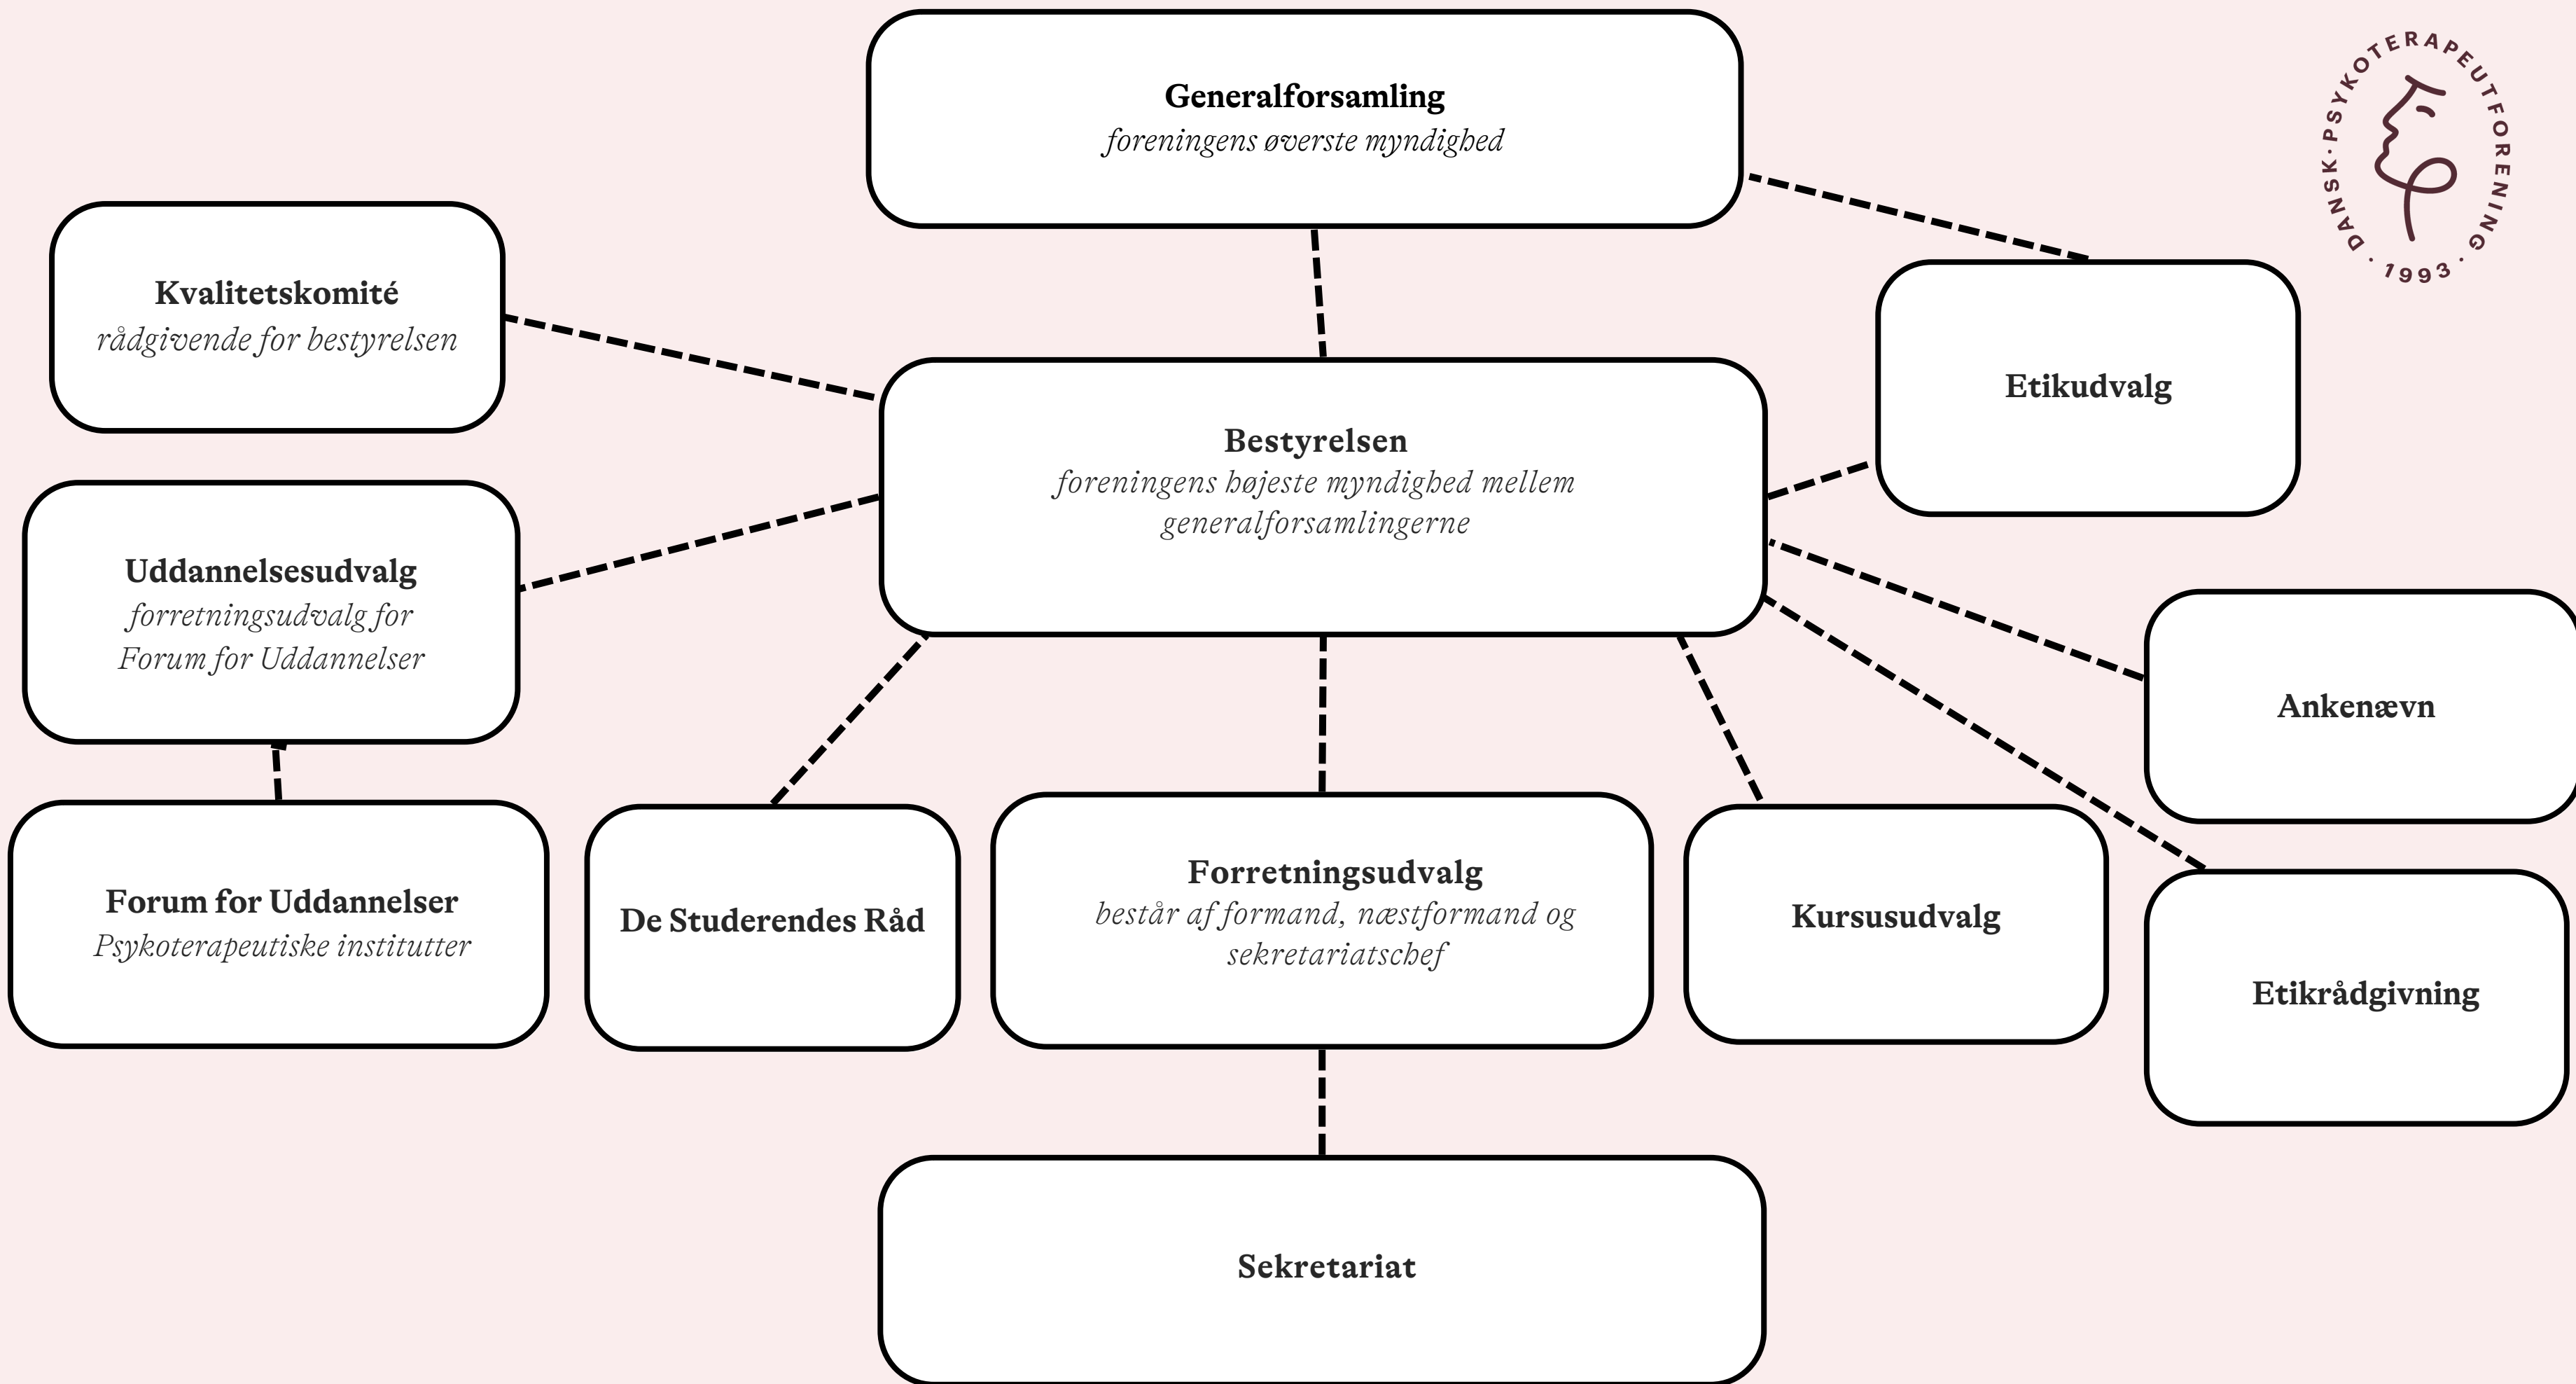 Generalforsamling
foreningens øverste myndighed
DANSK · PSYKOTERAPEUTFORENING · 1993 ·
Kvalitetskomité
rådgivende for bestyrelsen
Etikudvalg
Bestyrelsen
foreningens højeste myndighed mellem
generalforsamlingerne
Uddannelsesudvalg
forretningsudvalg for
Forum for Uddannelser
Ankenævn
Forum for Uddannelser
Psykoterapeutiske institutter
De Studerendes Råd
Forretningsudvalg
består af formand, næstformand og
sekretariatschef
Kursusudvalg
Etikrådgivning
Sekretariat